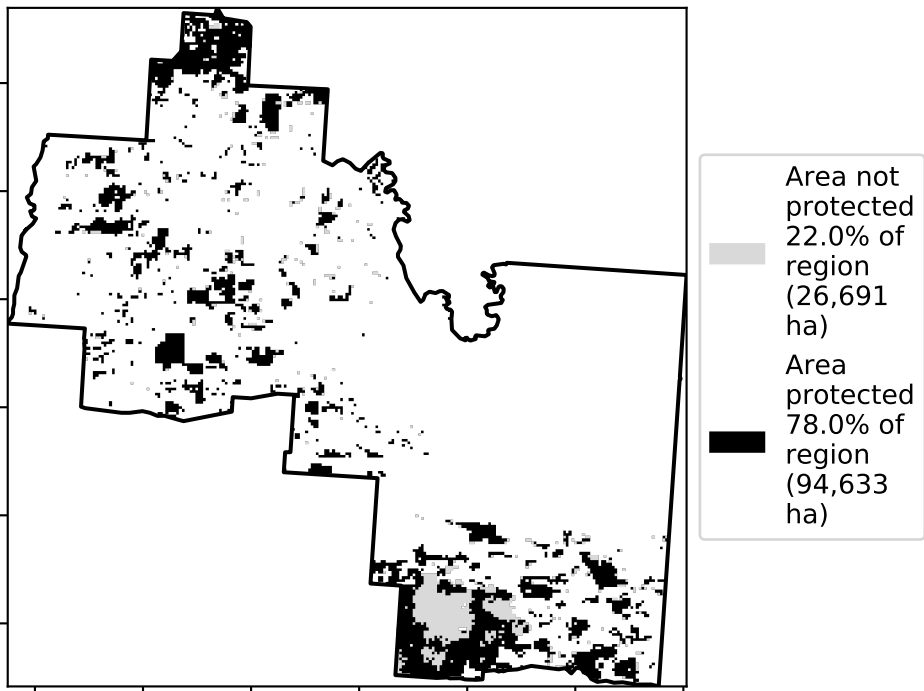 Area not
protected
22.0% of
region
(26,691
ha)
Area
protected
78.0% of
region
(94,633
ha)